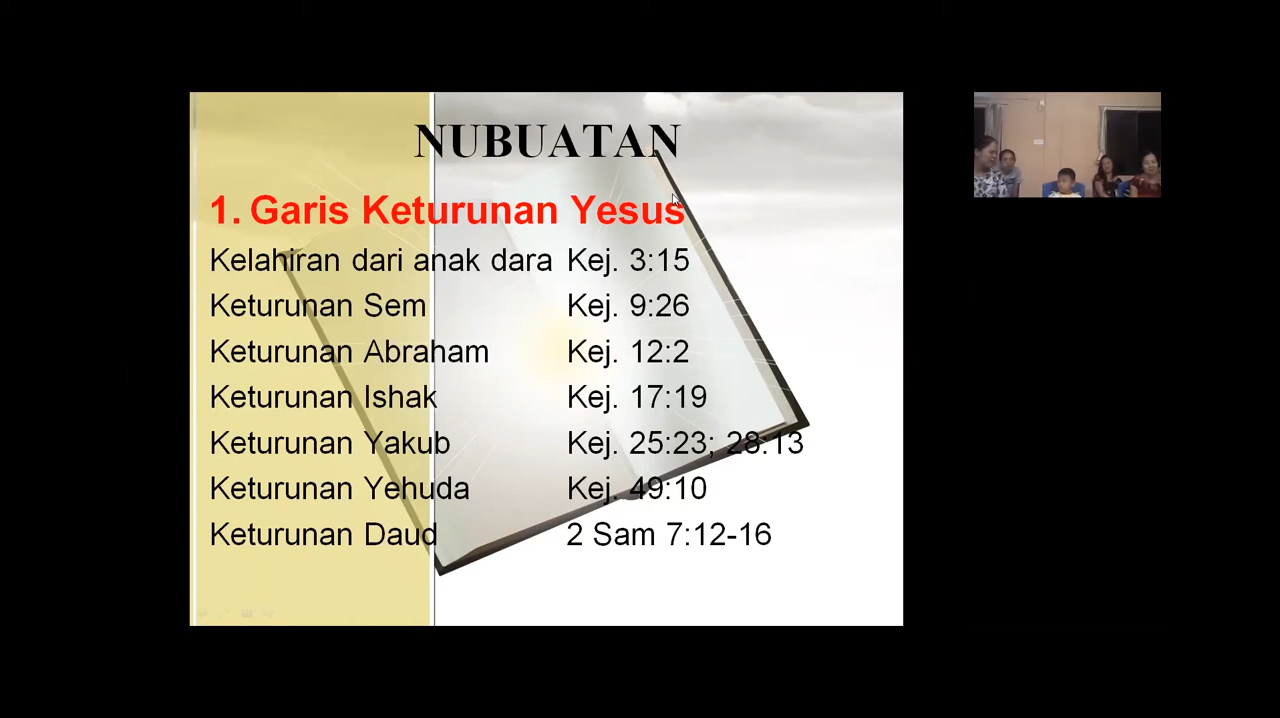 NUBUATAN
1. Garis Keturunan Yesus
Kelahiran dari anak dara Kej. 3:15
Keturunan Sem Kej. 9:26
Keturunan Abraham Kej. 12:2
Keturunan Ishak Kej. 17:19
Keturunan Yakub Kej. 25:23; 28:13
Keturunan Yehuda Kej. 49:10
Keturunan Daud 2 Sam 7:12-16